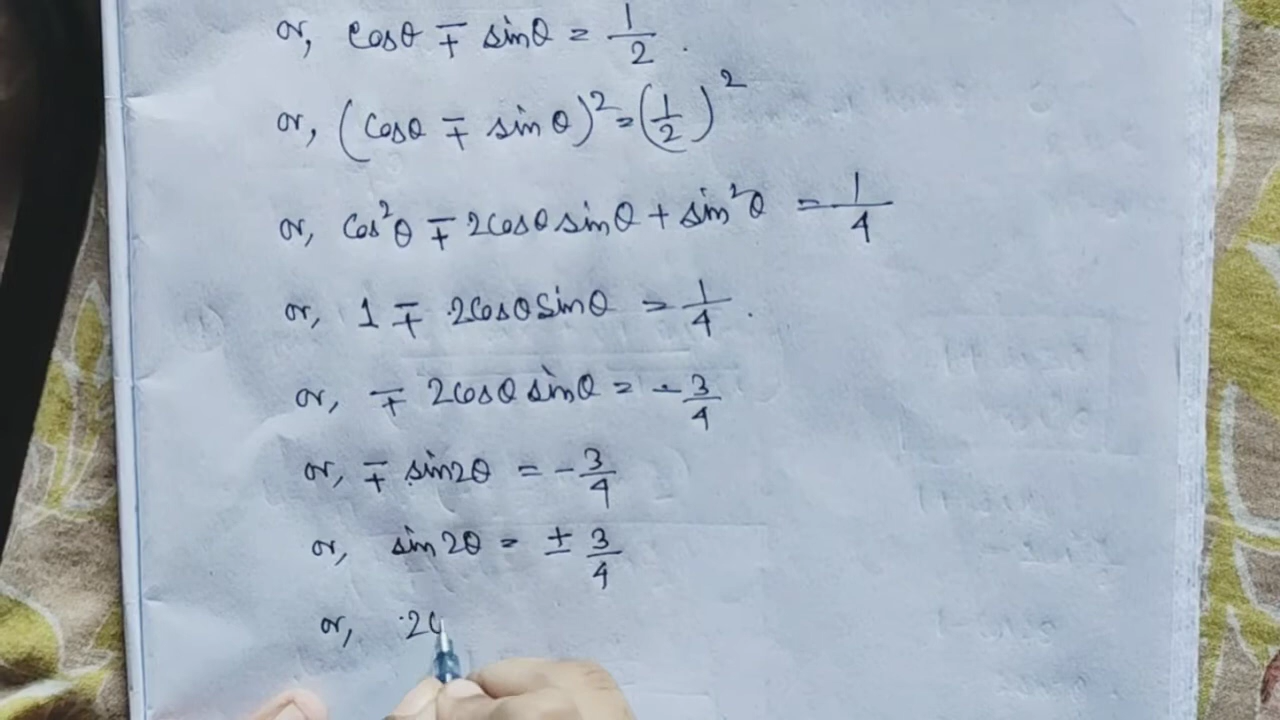 or, cosθ ∓ sinθ = 1/2.
or, (cosθ ∓ sinθ)² = (1/2)²
or, cos²θ ∓ 2cosθ sinθ + sin²θ = 1/4
or, 1 ∓ 2cosθ sinθ = 1/4.
or, ∓ 2cosθ sinθ = -3/4
or, ∓ sin2θ = -3/4
or, sin2θ = ± 3/4
or, 2